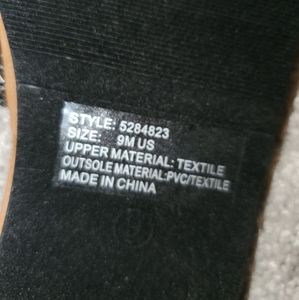 STYLE: 5284823
SIZE: 9M US
UPPER MATERIAL: TEXTILE
OUTSOLE MATERIAL:PVC/TEXTILE
MADE IN CHINA